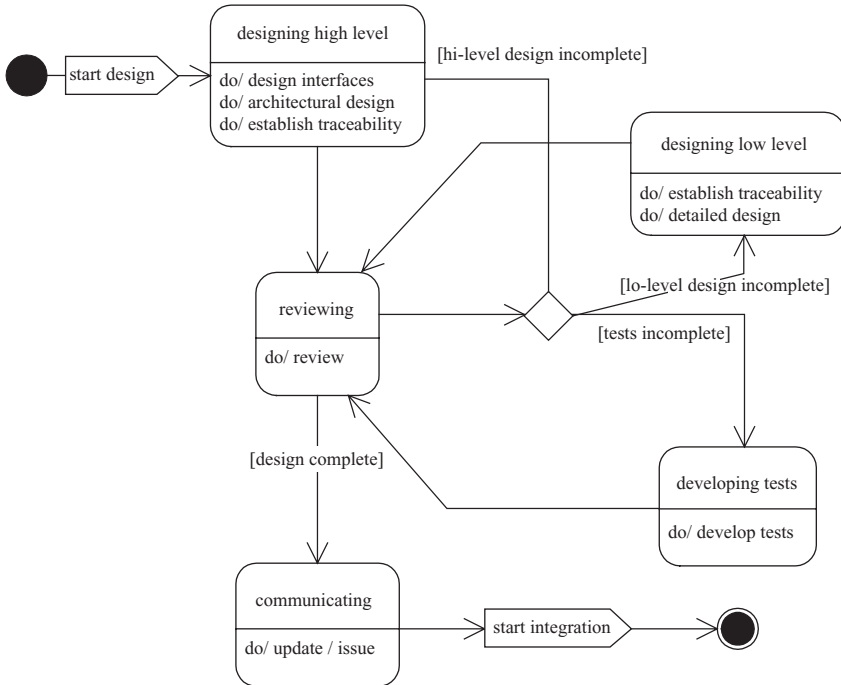 designing high level
[hi-level design incomplete]
start design
do/ design interfaces
do/ architectural design
do/ establish traceability
designing low level
do/ establish traceability
do/ detailed design
[lo-level design incomplete]
reviewing
[tests incomplete]
do/ review
[design complete]
developing tests
do/ develop tests
communicating
start integration
do/ update / issue